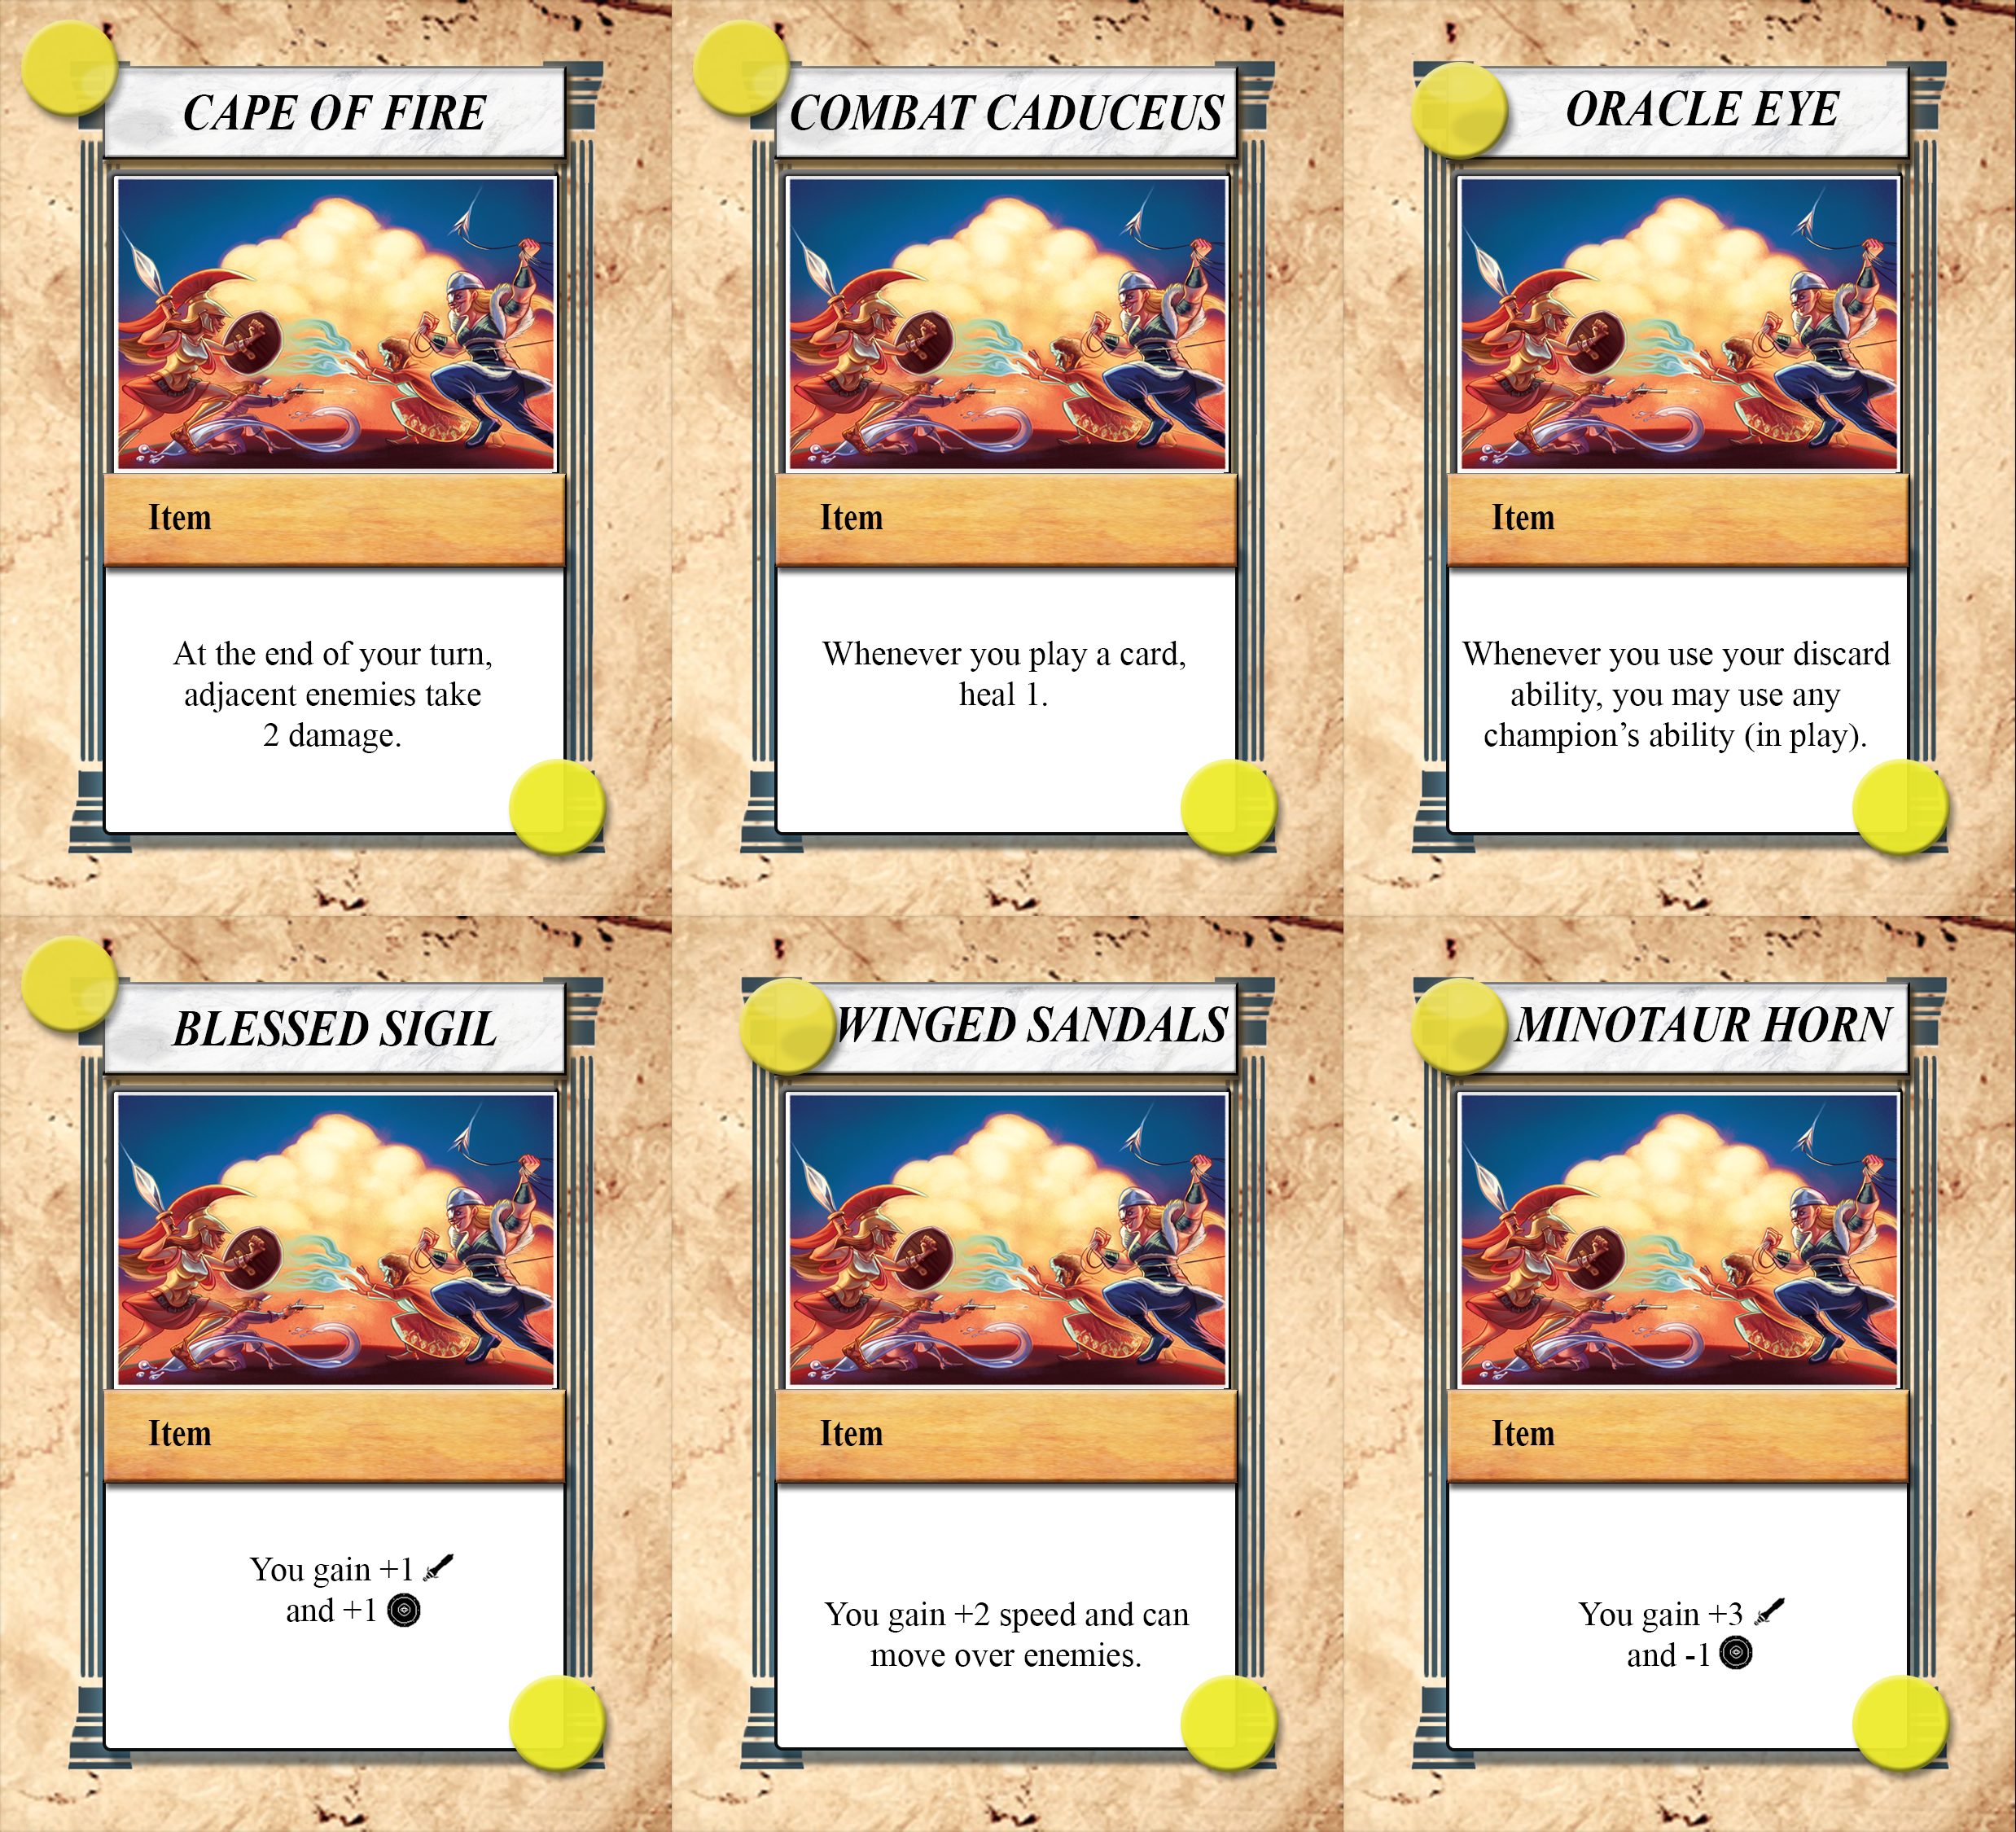 CAPE OF FIRE
Item
At the end of your turn,
adjacent enemies take
2 damage.
COMBAT CADUCEUS
Item
Whenever you play a card,
heal 1.
ORACLE EYE
Item
Whenever you use your discard
ability, you may use any
champion’s ability (in play).
BLESSED SIGIL
Item
You gain +1
and +1
WINGED SANDALS
Item
You gain +2 speed and can
move over enemies.
MINOTAUR HORN
Item
You gain +3
and -1